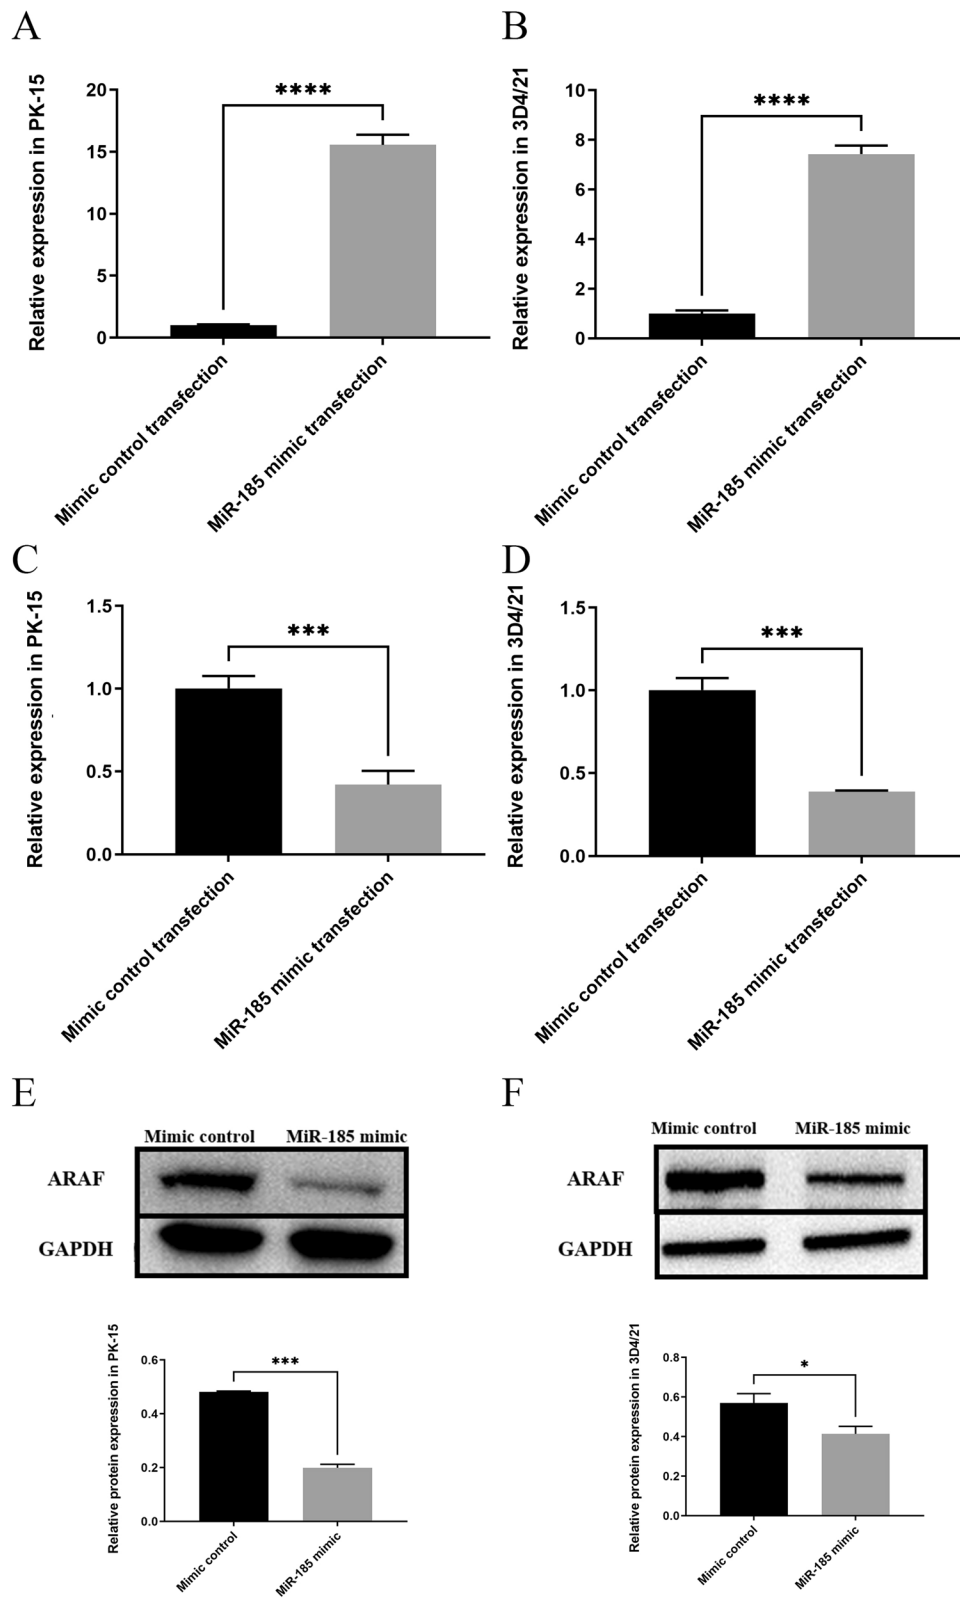 A
Relative expression in PK-15
20
15
10
5
0
****
Mimic control transfection
MiR-185 mimic transfection
B
Relative expression in 3D4/21
10
8
6
4
2
0
****
Mimic control transfection
MiR-185 mimic transfection
C
Relative expression in PK-15
1.5
1.0
0.5
0.0
***
Mimic control transfection
MiR-185 mimic transfection
D
Relative expression in 3D4/21
1.5
1.0
0.5
0.0
***
Mimic control transfection
MiR-185 mimic transfection
E
Mimic control MiR-185 mimic
ARAF
GAPDH
Relative protein expression in PK-15
0.6
0.4
0.2
0.0
***
Mimic control
MiR-185 mimic
F
Mimic control MiR-185 mimic
ARAF
GAPDH
Relative protein expression in 3D4/21
0.8
0.6
0.4
0.2
0.0
*
Mimic control
MiR-185 mimic